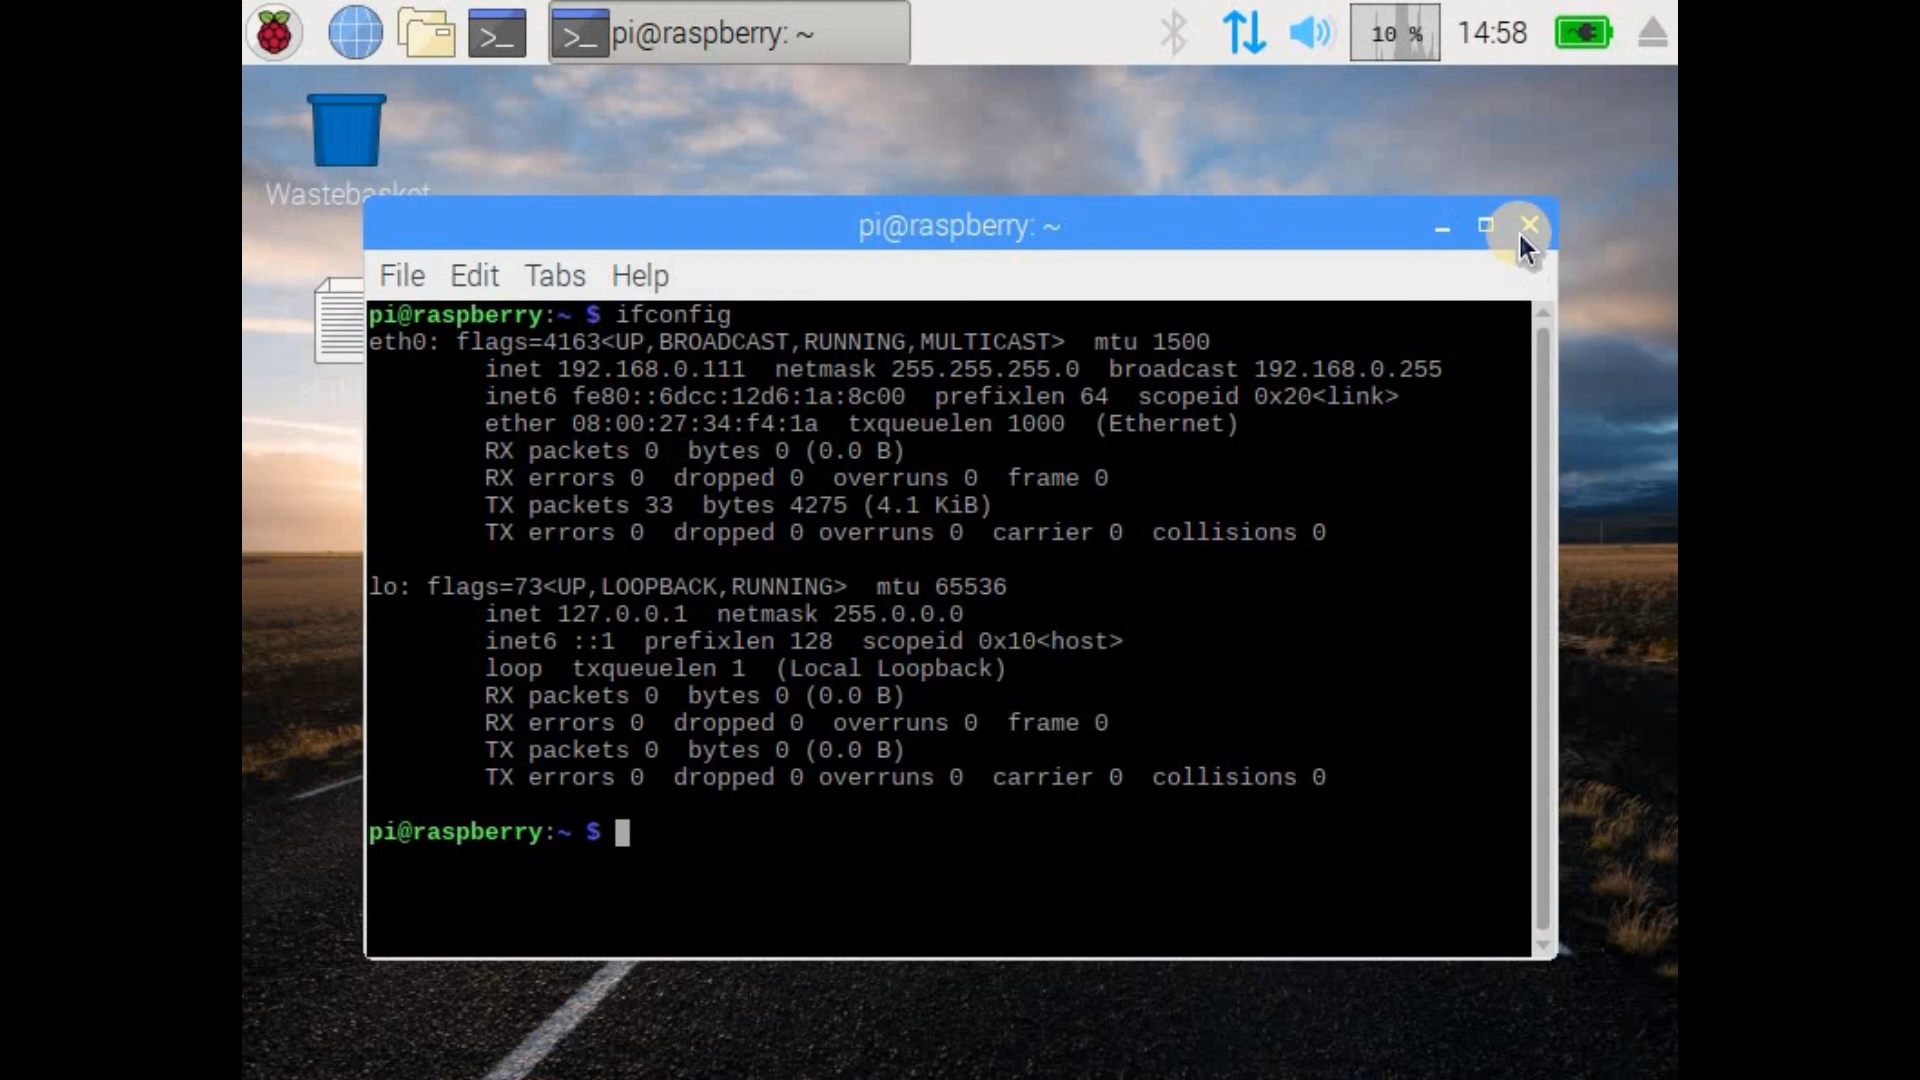 pi@raspberry: ~
10 %
14:58
Wastebasket
pi@raspberry: ~
File Edit Tabs Help
pi@raspberry:~ $ ifconfig
eth0: flags=4163<UP,BROADCAST,RUNNING,MULTICAST>  mtu 1500
        inet 192.168.0.111  netmask 255.255.255.0  broadcast 192.168.0.255
        inet6 fe80::6dcc:12d6:1a:8c00  prefixlen 64  scopeid 0x20<link>
        ether 08:00:27:34:f4:1a  txqueuelen 1000  (Ethernet)
        RX packets 0  bytes 0 (0.0 B)
        RX errors 0  dropped 0  overruns 0  frame 0
        TX packets 33  bytes 4275 (4.1 KiB)
        TX errors 0  dropped 0 overruns 0  carrier 0  collisions 0
lo: flags=73<UP,LOOPBACK,RUNNING>  mtu 65536
        inet 127.0.0.1  netmask 255.0.0.0
        inet6 ::1  prefixlen 128  scopeid 0x10<host>
        loop  txqueuelen 1  (Local Loopback)
        RX packets 0  bytes 0 (0.0 B)
        RX errors 0  dropped 0  overruns 0  frame 0
        TX packets 0  bytes 0 (0.0 B)
        TX errors 0  dropped 0 overruns 0  carrier 0  collisions 0
pi@raspberry:~ $